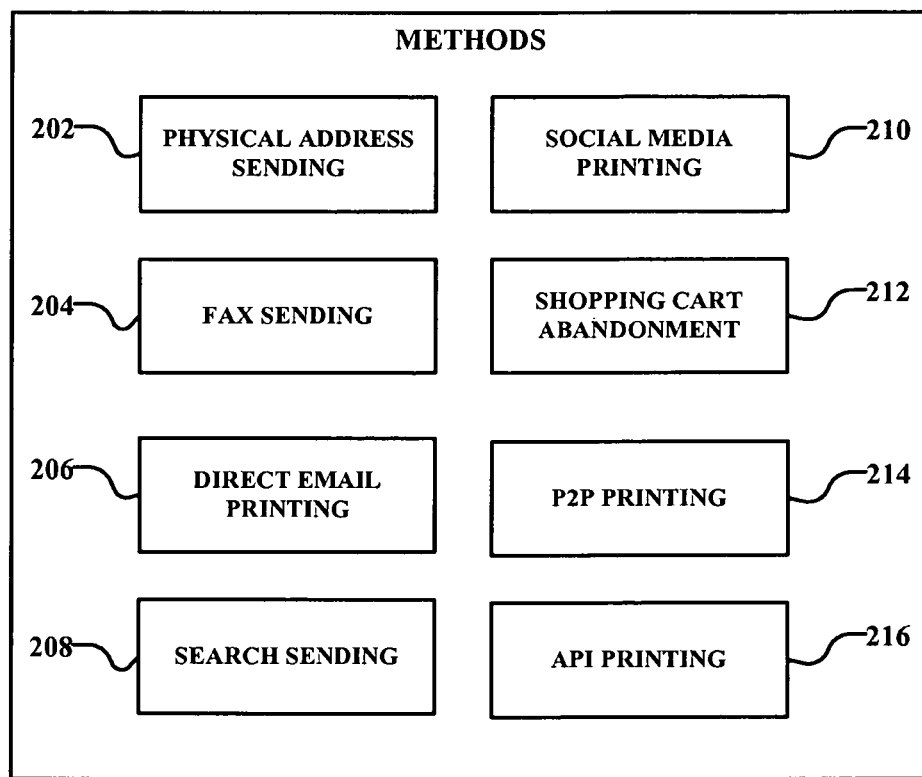 METHODS
202
PHYSICAL ADDRESS
SENDING
SOCIAL MEDIA
PRINTING
210
204
FAX SENDING
SHOPPING CART
ABANDONMENT
212
206
DIRECT EMAIL
PRINTING
P2P PRINTING
214
208
SEARCH SENDING
API PRINTING
216